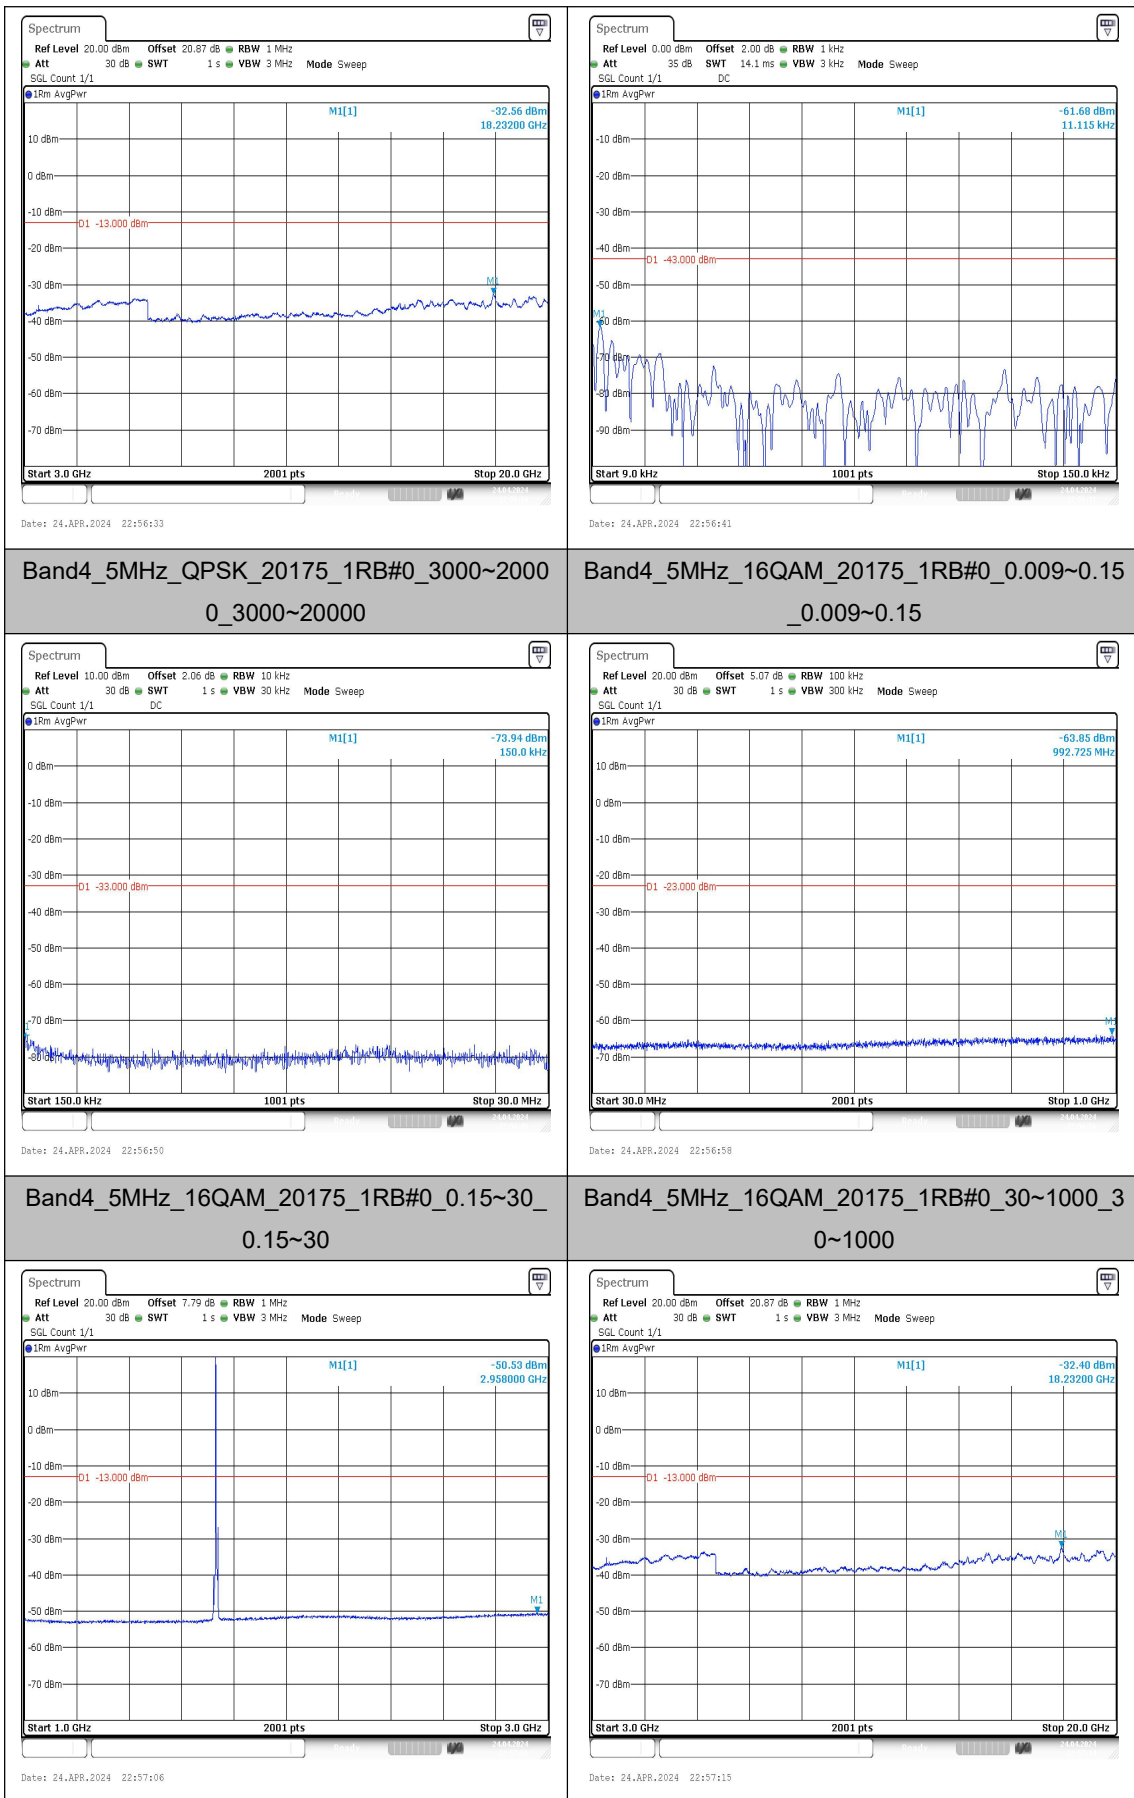 Spectrum
Ref Level 20.00 dBm Offset 20.87 dB RBW 1 MHz
Att 30 dB SWT 1 s VBW 3 MHz Mode Sweep
SGL Count 1/1
1Rm AvgPwr
M1[1] -32.56 dBm
18.23200 GHz
10 dBm
0 dBm
-10 dBm
D1 -13.000 dBm
-20 dBm
-30 dBm
M1
-40 dBm
-50 dBm
-60 dBm
-70 dBm
Start 3.0 GHz 2001 pts Stop 20.0 GHz
Date: 24.APR.2024 22:56:33
Spectrum
Ref Level 0.00 dBm Offset 2.00 dB RBW 1 kHz
Att 35 dB SWT 14.1 ms VBW 3 kHz Mode Sweep
SGL Count 1/1 DC
1Rm AvgPwr
M1[1] -61.68 dBm
11.115 kHz
-10 dBm
-20 dBm
-30 dBm
-40 dBm
D1 -43.000 dBm
-50 dBm
M1
-60 dBm
-70 dBm
-90 dBm
Start 9.0 kHz 1001 pts Stop 150.0 kHz
Date: 24.APR.2024 22:56:41
Band4_5MHz_QPSK_20175_1RB#0_3000~2000
0_3000~20000
Band4_5MHz_16QAM_20175_1RB#0_0.009~0.15
_0.009~0.15
Spectrum
Ref Level 10.00 dBm Offset 2.06 dB RBW 10 kHz
Att 30 dB SWT 1 s VBW 30 kHz Mode Sweep
SGL Count 1/1 DC
1Rm AvgPwr
M1[1] -73.94 dBm
150.0 kHz
0 dBm
-10 dBm
-20 dBm
-30 dBm
D1 -33.000 dBm
-40 dBm
-50 dBm
-60 dBm
-70 dBm
-80 dBm
Start 150.0 kHz 1001 pts Stop 30.0 MHz
Date: 24.APR.2024 22:56:50
Spectrum
Ref Level 20.00 dBm Offset 5.07 dB RBW 100 kHz
Att 30 dB SWT 1 s VBW 300 kHz Mode Sweep
SGL Count 1/1
1Rm AvgPwr
M1[1] -63.85 dBm
992.725 MHz
10 dBm
0 dBm
-10 dBm
-20 dBm
D1 -23.000 dBm
-30 dBm
-40 dBm
-50 dBm
-60 dBm
-70 dBm
Start 30.0 MHz 2001 pts Stop 1.0 GHz
Date: 24.APR.2024 22:56:58
Band4_5MHz_16QAM_20175_1RB#0_0.15~30_
0.15~30
Band4_5MHz_16QAM_20175_1RB#0_30~1000_3
0~1000
Spectrum
Ref Level 20.00 dBm Offset 7.79 dB RBW 1 MHz
Att 30 dB SWT 1 s VBW 3 MHz Mode Sweep
SGL Count 1/1
1Rm AvgPwr
M1[1] -50.53 dBm
2.958000 GHz
10 dBm
0 dBm
-10 dBm
D1 -13.000 dBm
-20 dBm
-30 dBm
-40 dBm
-50 dBm
M1
-60 dBm
-70 dBm
Start 1.0 GHz 2001 pts Stop 3.0 GHz
Date: 24.APR.2024 22:57:06
Spectrum
Ref Level 20.00 dBm Offset 20.87 dB RBW 1 MHz
Att 30 dB SWT 1 s VBW 3 MHz Mode Sweep
SGL Count 1/1
1Rm AvgPwr
M1[1] -32.40 dBm
18.23200 GHz
10 dBm
0 dBm
-10 dBm
D1 -13.000 dBm
-20 dBm
-30 dBm
M1
-40 dBm
-50 dBm
-60 dBm
-70 dBm
Start 3.0 GHz 2001 pts Stop 20.0 GHz
Date: 24.APR.2024 22:57:15